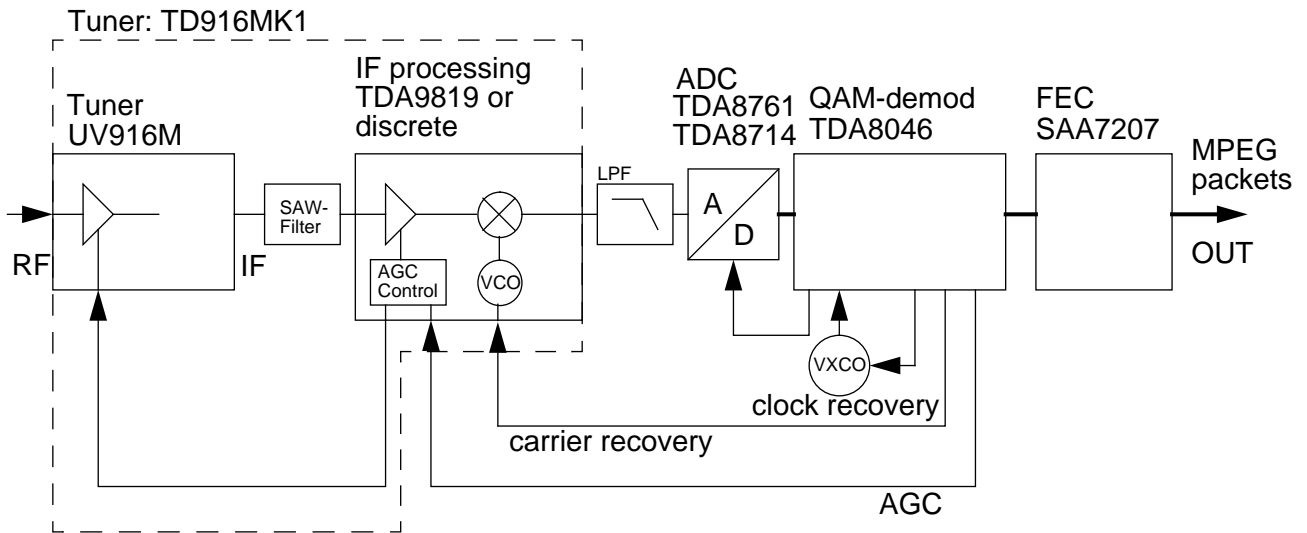 Tuner: TD916MK1
IF processing
TDA9819 or
discrete
Tuner
UV916M
ADC
TDA8761
TDA8714
QAM-demod
TDA8046
FEC
SAA7207
MPEG
packets
LPF
SAW-
Filter
A
D
RF
IF
AGC
Control
VCO
OUT
VXCO
clock recovery
carrier recovery
AGC